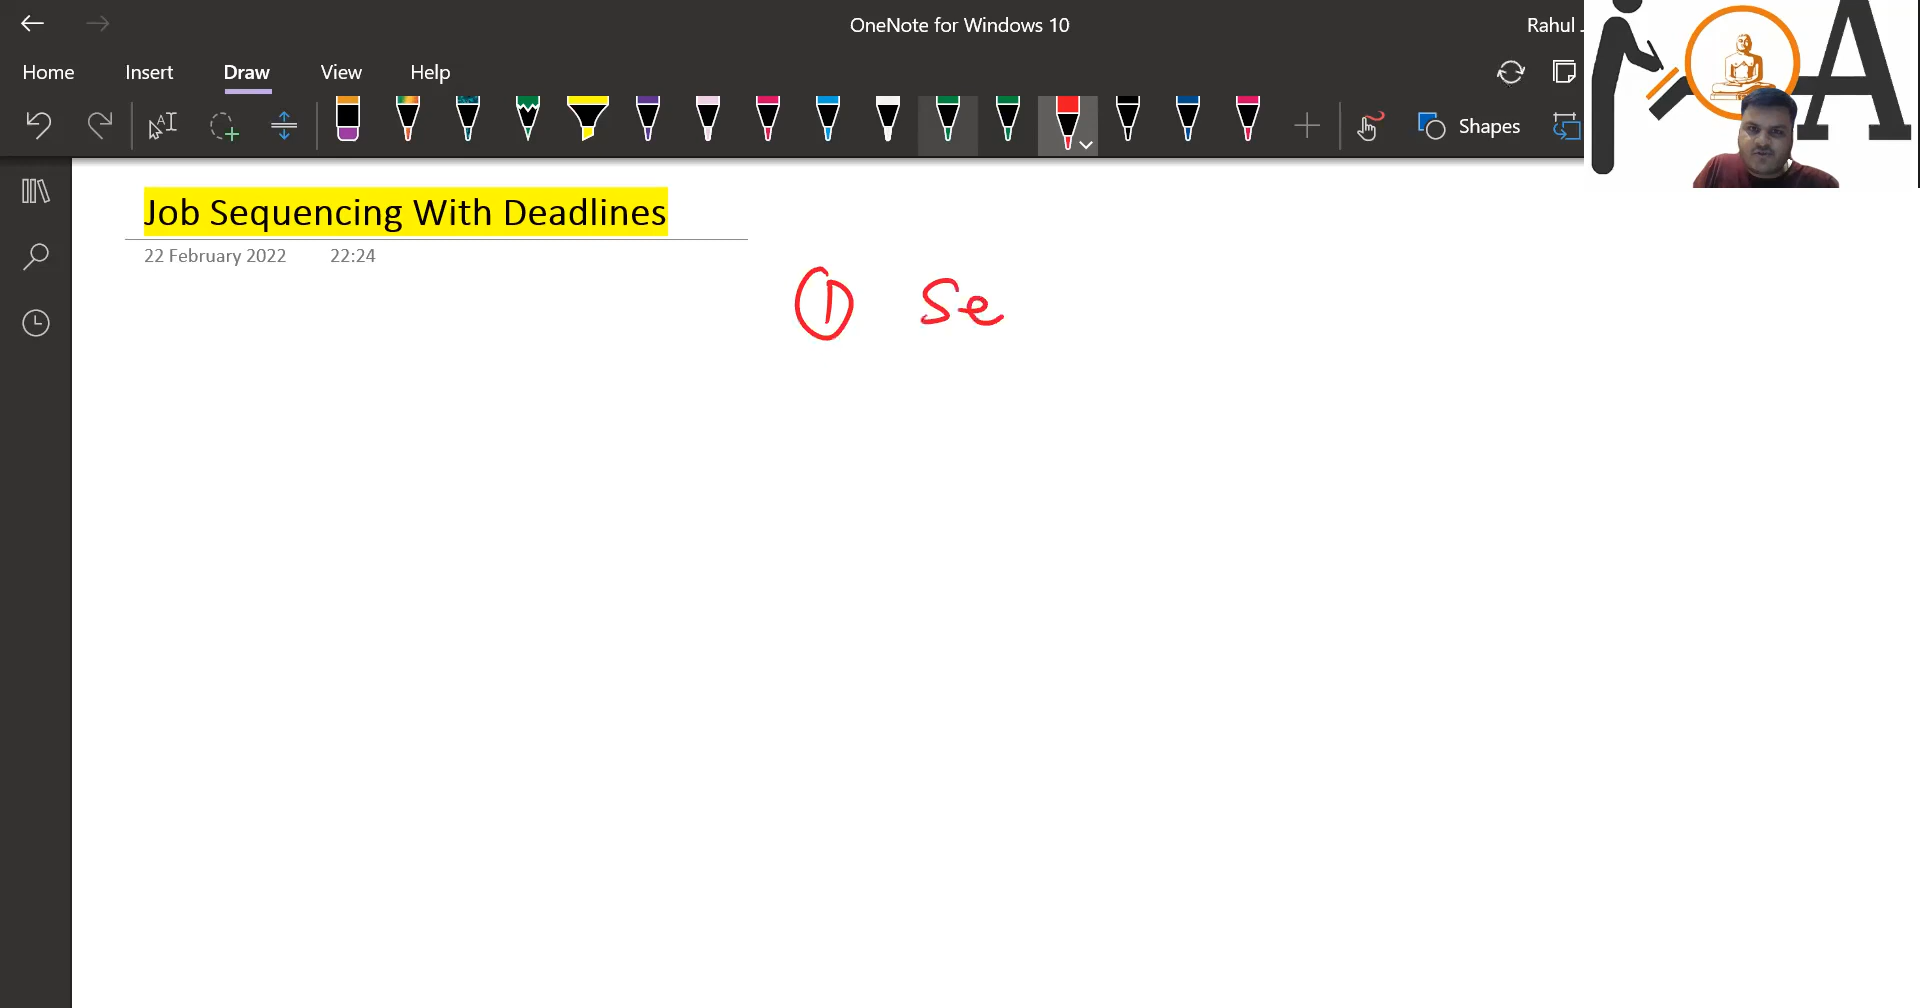 OneNote for Windows 10
Rahul
Home Insert Draw View Help
Shapes
Job Sequencing With Deadlines
22 February 2022 22:24
① Se
A